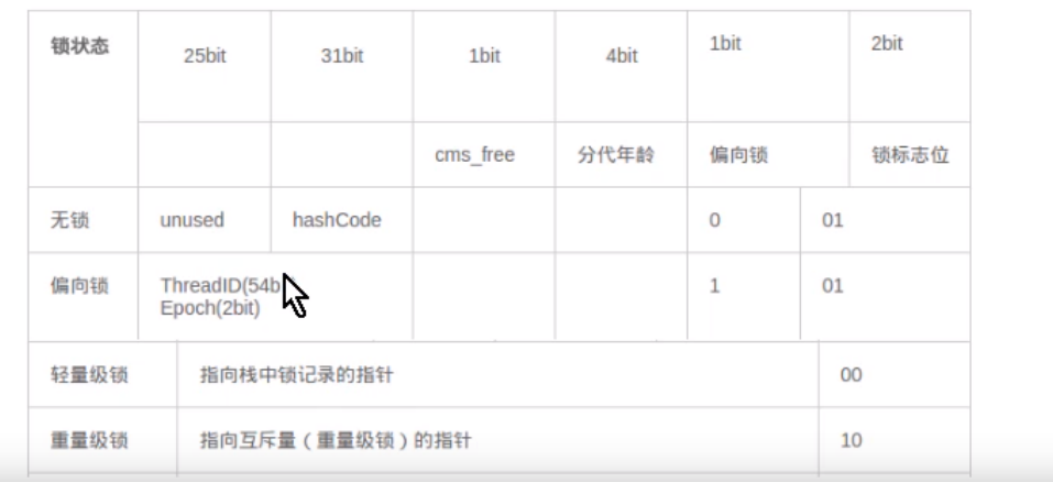 锁状态 25bit 31bit 1bit 4bit 1bit 2bit
cms_free 分代年龄 偏向锁 锁标志位
无锁 unused hashCode 0 01
偏向锁 ThreadID(54b 1 01
Epoch(2bit)
轻量级锁 指向栈中锁记录的指针 00
重量级锁 指向互斥量(重量级锁)的指针 10